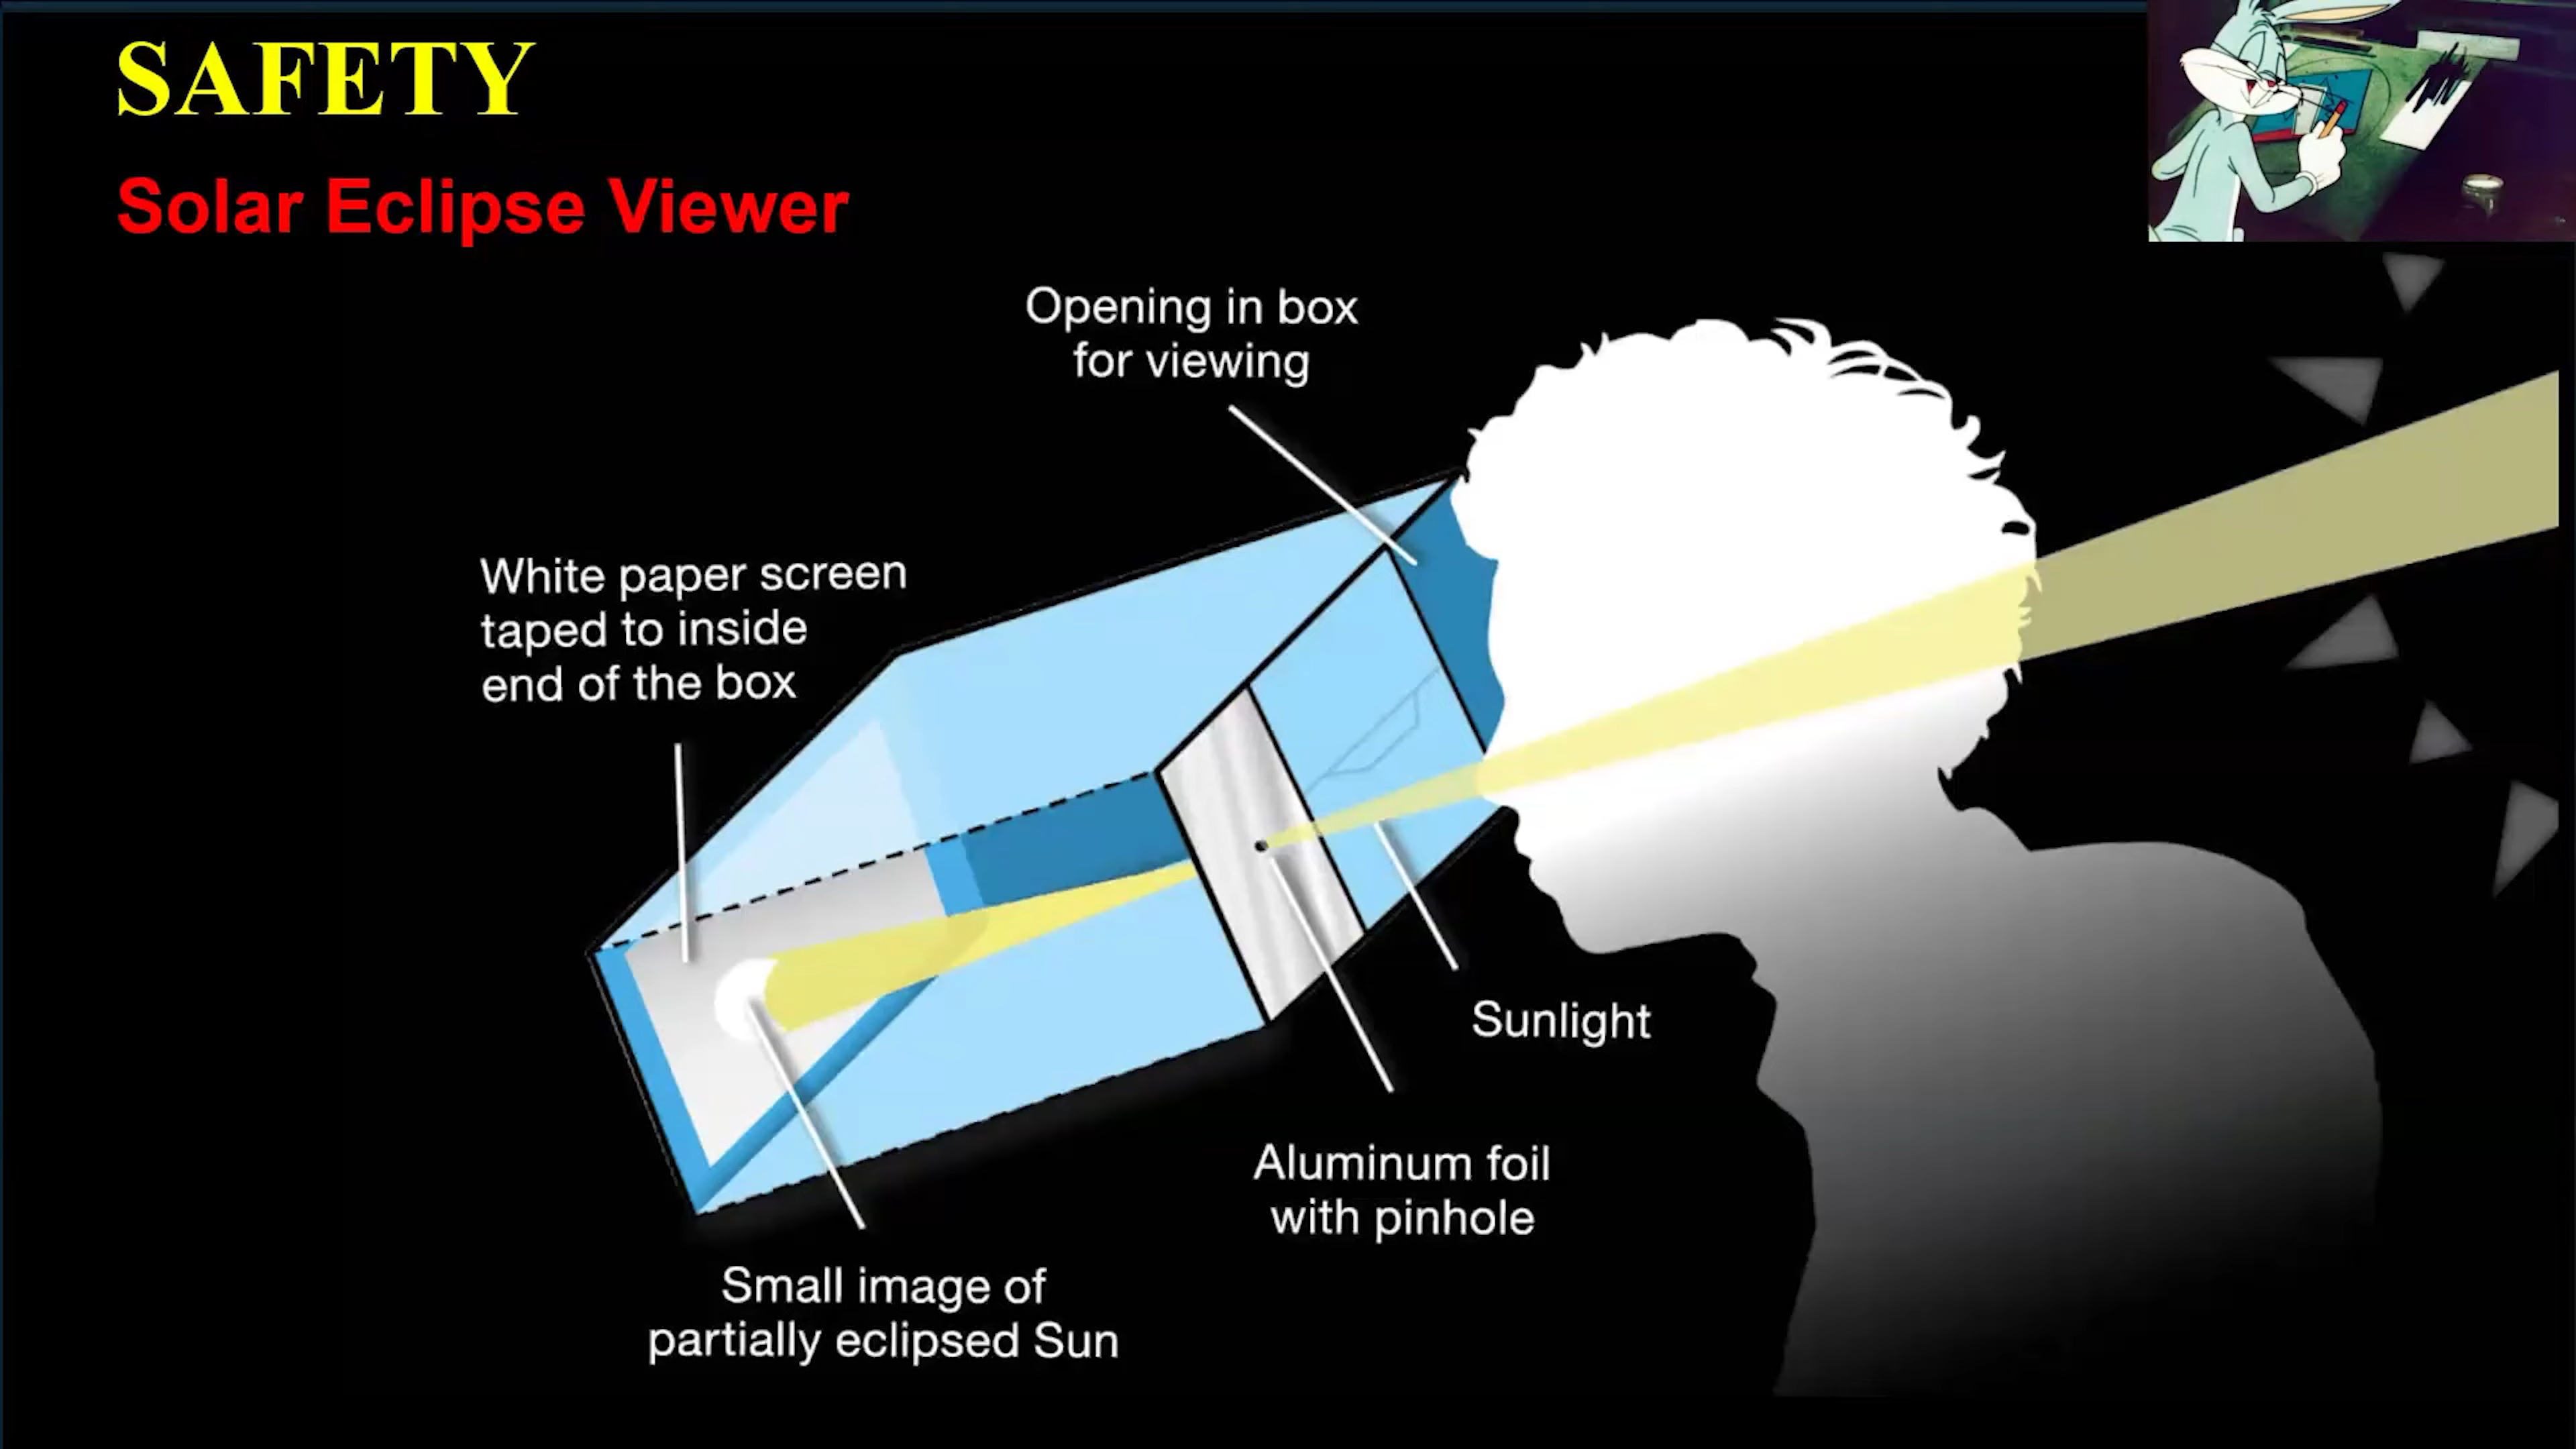 SAFETY
Solar Eclipse Viewer
Opening in box
for viewing
White paper screen
taped to inside
end of the box
Sunlight
Aluminum foil
with pinhole
Small image of
partially eclipsed Sun